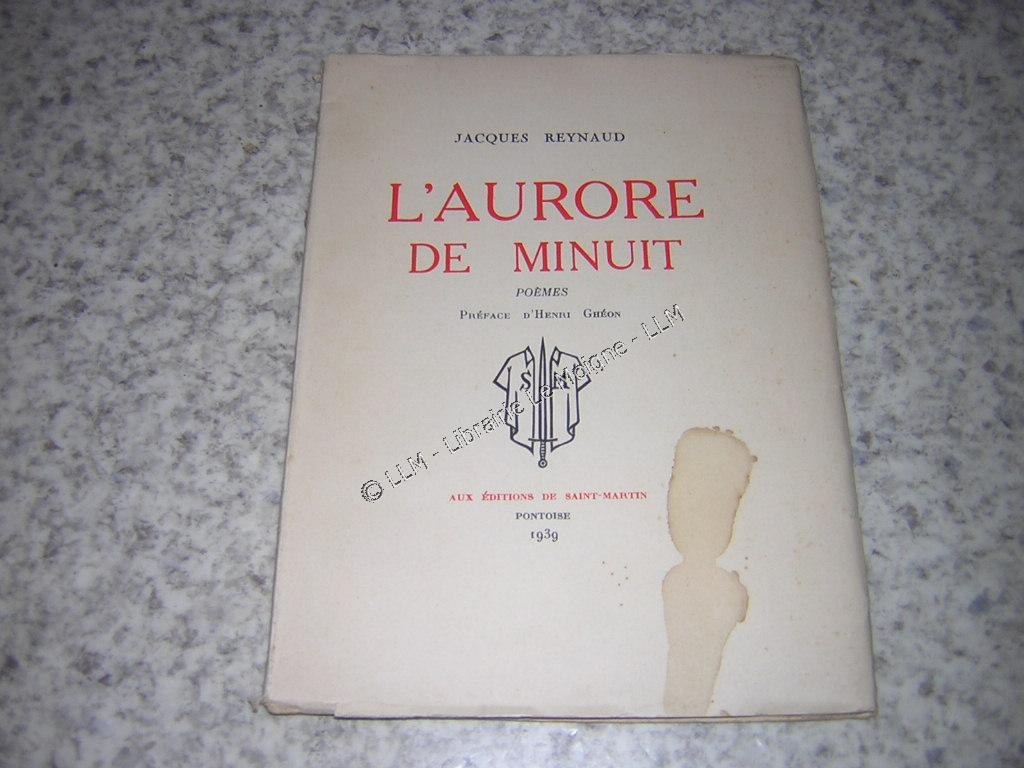 JACQUES REYNAUD
L'AURORE
DE MINUIT
POÈMES
PRÉFACE D'HENRI GHÉON
S
© LLM - Librairie Le Moigne - LLM
AUX ÉDITIONS DE SAINT-MARTIN
PONTOISE
1939